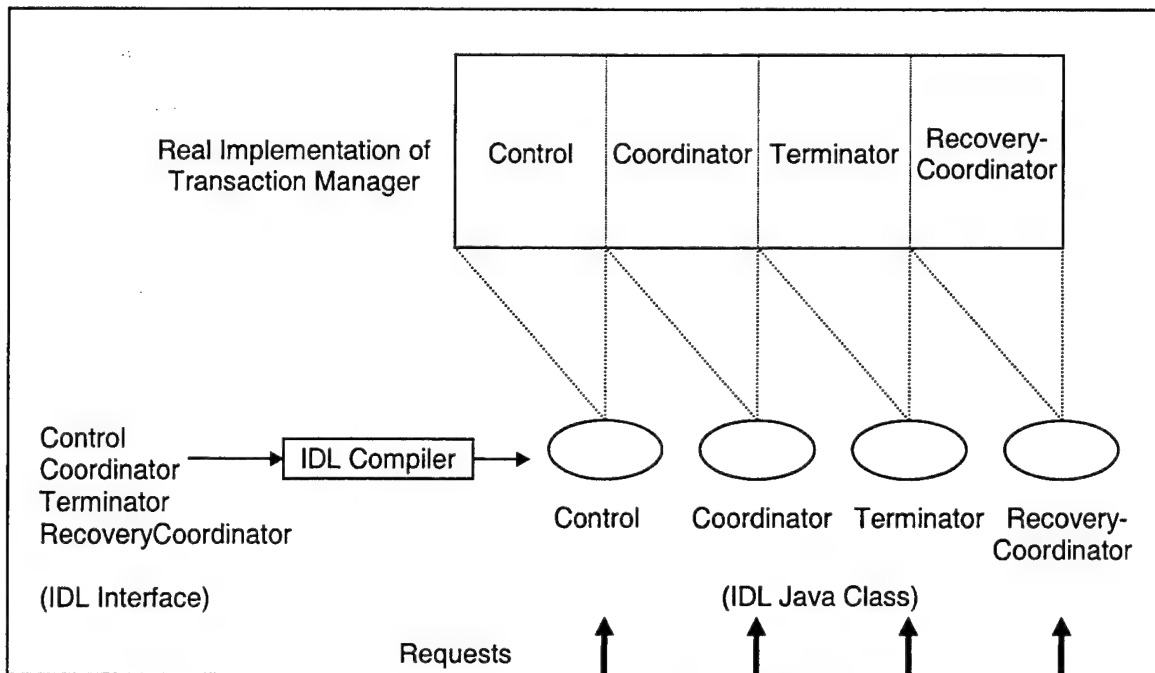 Real Implementation of
Transaction Manager
Control
Coordinator
Terminator
Recovery-
Coordinator
Control
Coordinator
Terminator
RecoveryCoordinator
(IDL Interface)
IDL Compiler
Control
Coordinator
Terminator
Recovery-
Coordinator
(IDL Java Class)
Requests